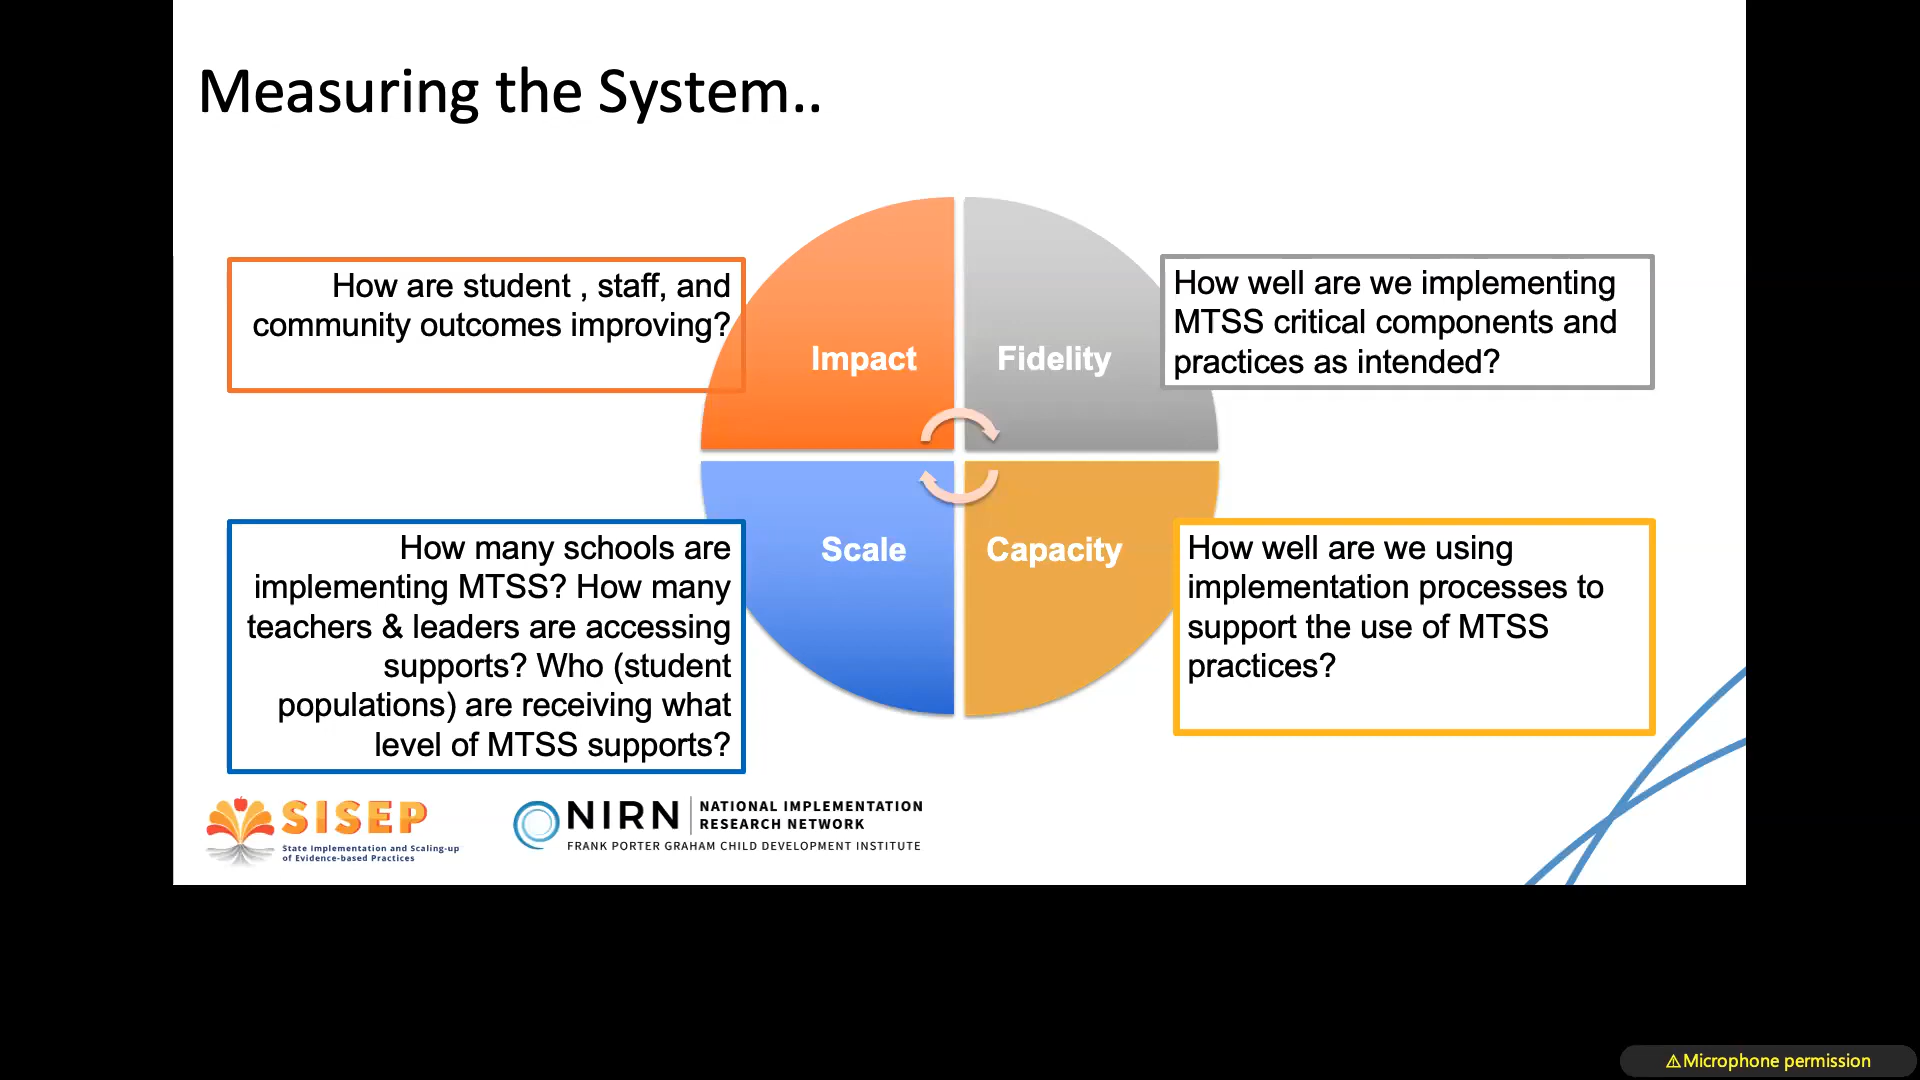 Measuring the System..
How are student , staff, and
community outcomes improving?
Impact
Fidelity
How well are we implementing
MTSS critical components and
practices as intended?
How many schools are
implementing MTSS? How many
teachers & leaders are accessing
supports? Who (student
populations) are receiving what
level of MTSS supports?
Scale
Capacity
How well are we using
implementation processes to
support the use of MTSS
practices?
SISEP
State Implementation and Scaling-up
of Evidence-based Practices
NIRN
NATIONAL IMPLEMENTATION
RESEARCH NETWORK
FRANK PORTER GRAHAM CHILD DEVELOPMENT INSTITUTE
⚠Microphone permission